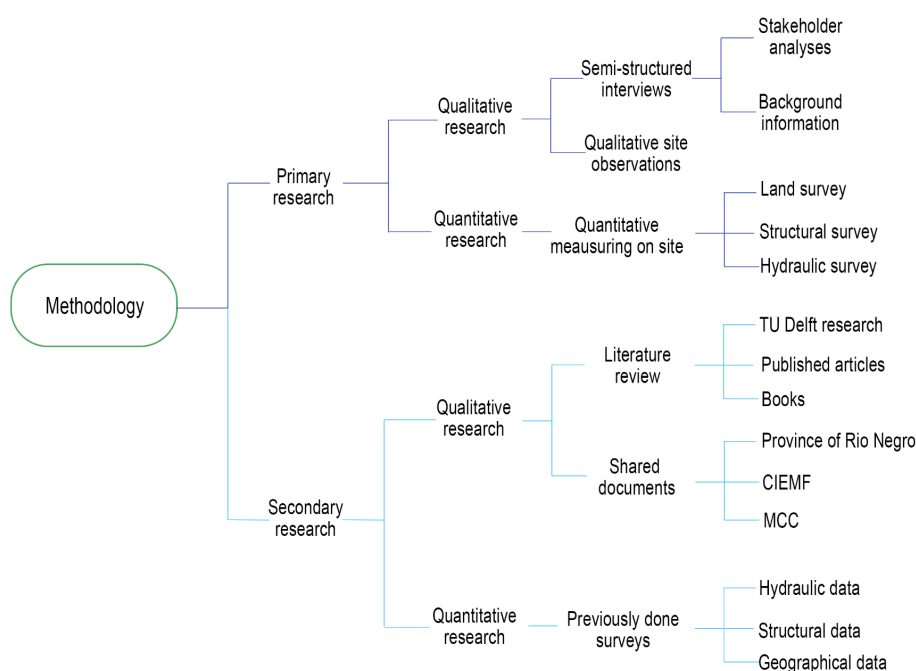 Methodology
Primary
research
Qualitative
research
Semi-structured
interviews
Stakeholder
analyses
Background
information
Qualitative site
observations
Quantitative
research
Quantitative
meausuring on site
Land survey
Structural survey
Hydraulic survey
Secondary
research
Qualitative
research
Literature
review
TU Delft research
Published articles
Books
Shared
documents
Province of Rio Negro
CIEMF
MCC
Quantitative
research
Previously done
surveys
Hydraulic data
Structural data
Geographical data